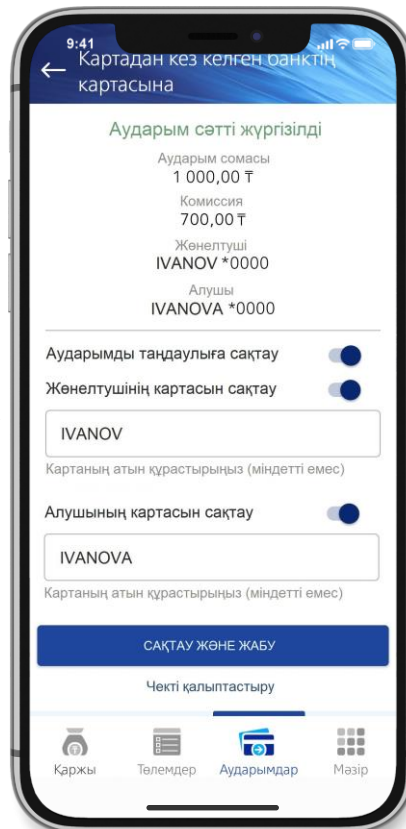 9:41
Картадан кез келген банктің
картасына
Аударым сәтті жүргізілді
Аударым сомасы
1 000,00 ₸
Комиссия
700,00 ₸
Жөнелтуші
IVANOV *0000
Алушы
IVANOVA *0000
Аударымды таңдаулыға сақтау
Жөнелтушінің картасын сақтау
IVANOV
Картаның атын құрастырыңыз (міндетті емес)
Алушының картасын сақтау
IVANOVA
Картаның атын құрастырыңыз (міндетті емес)
САҚТАУ ЖӘНЕ ЖАБУ
Чекті қалыптастыру
Қаржы Төлемдер Аударымдар Мәзір